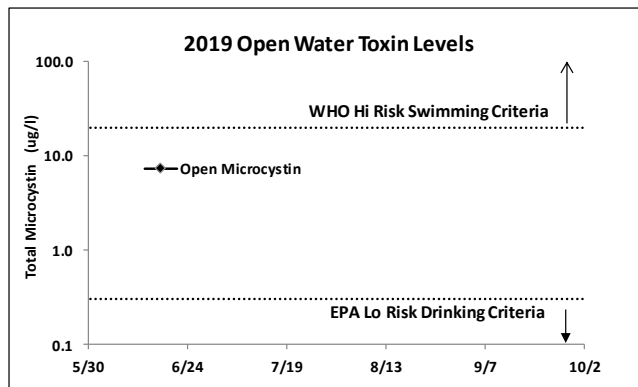 2019 Open Water Toxin Levels
100.0
WHO Hi Risk Swimming Criteria
10.0
Open Microcystin
Total Microcystin (ug/l)
1.0
EPA Lo Risk Drinking Criteria
0.1
5/30 6/24 7/19 8/13 9/7 10/2